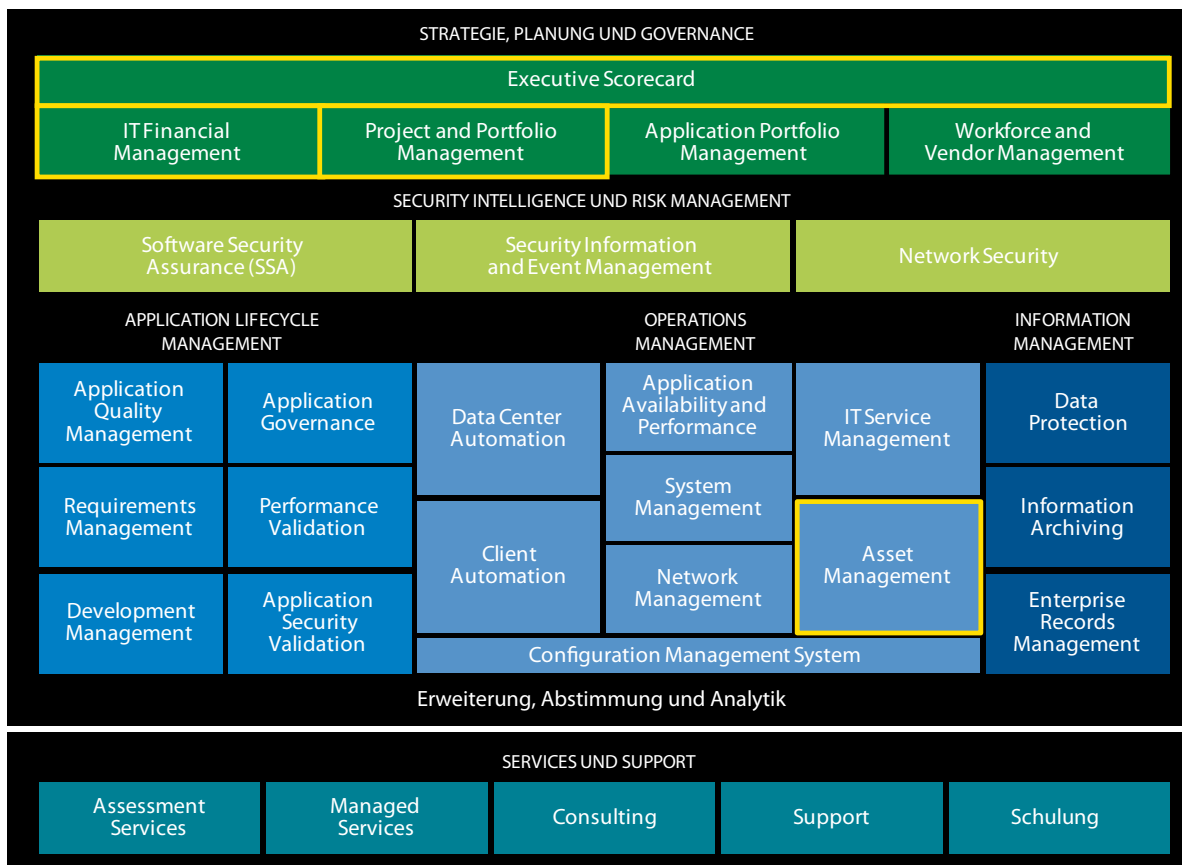 STRATEGIE, PLANUNG UND GOVERNANCE
Executive Scorecard
IT Financial
Management
Project and Portfolio
Management
Application Portfolio
Management
Workforce and
Vendor Management
SECURITY INTELLIGENCE UND RISK MANAGEMENT
Software Security
Assurance (SSA)
Security Information
and Event Management
Network Security
APPLICATION LIFECYCLE
MANAGEMENT
OPERATIONS
MANAGEMENT
INFORMATION
MANAGEMENT
Application
Quality
Management
Application
Governance
Requirements
Management
Performance
Validation
Development
Management
Application
Security
Validation
Data Center
Automation
Client
Automation
Application
Availability and
Performance
System
Management
Network
Management
IT Service
Management
Asset
Management
Configuration Management System
Data
Protection
Information
Archiving
Enterprise
Records
Management
Erweiterung, Abstimmung und Analytik
SERVICES UND SUPPORT
Assessment
Services
Managed
Services
Consulting
Support
Schulung